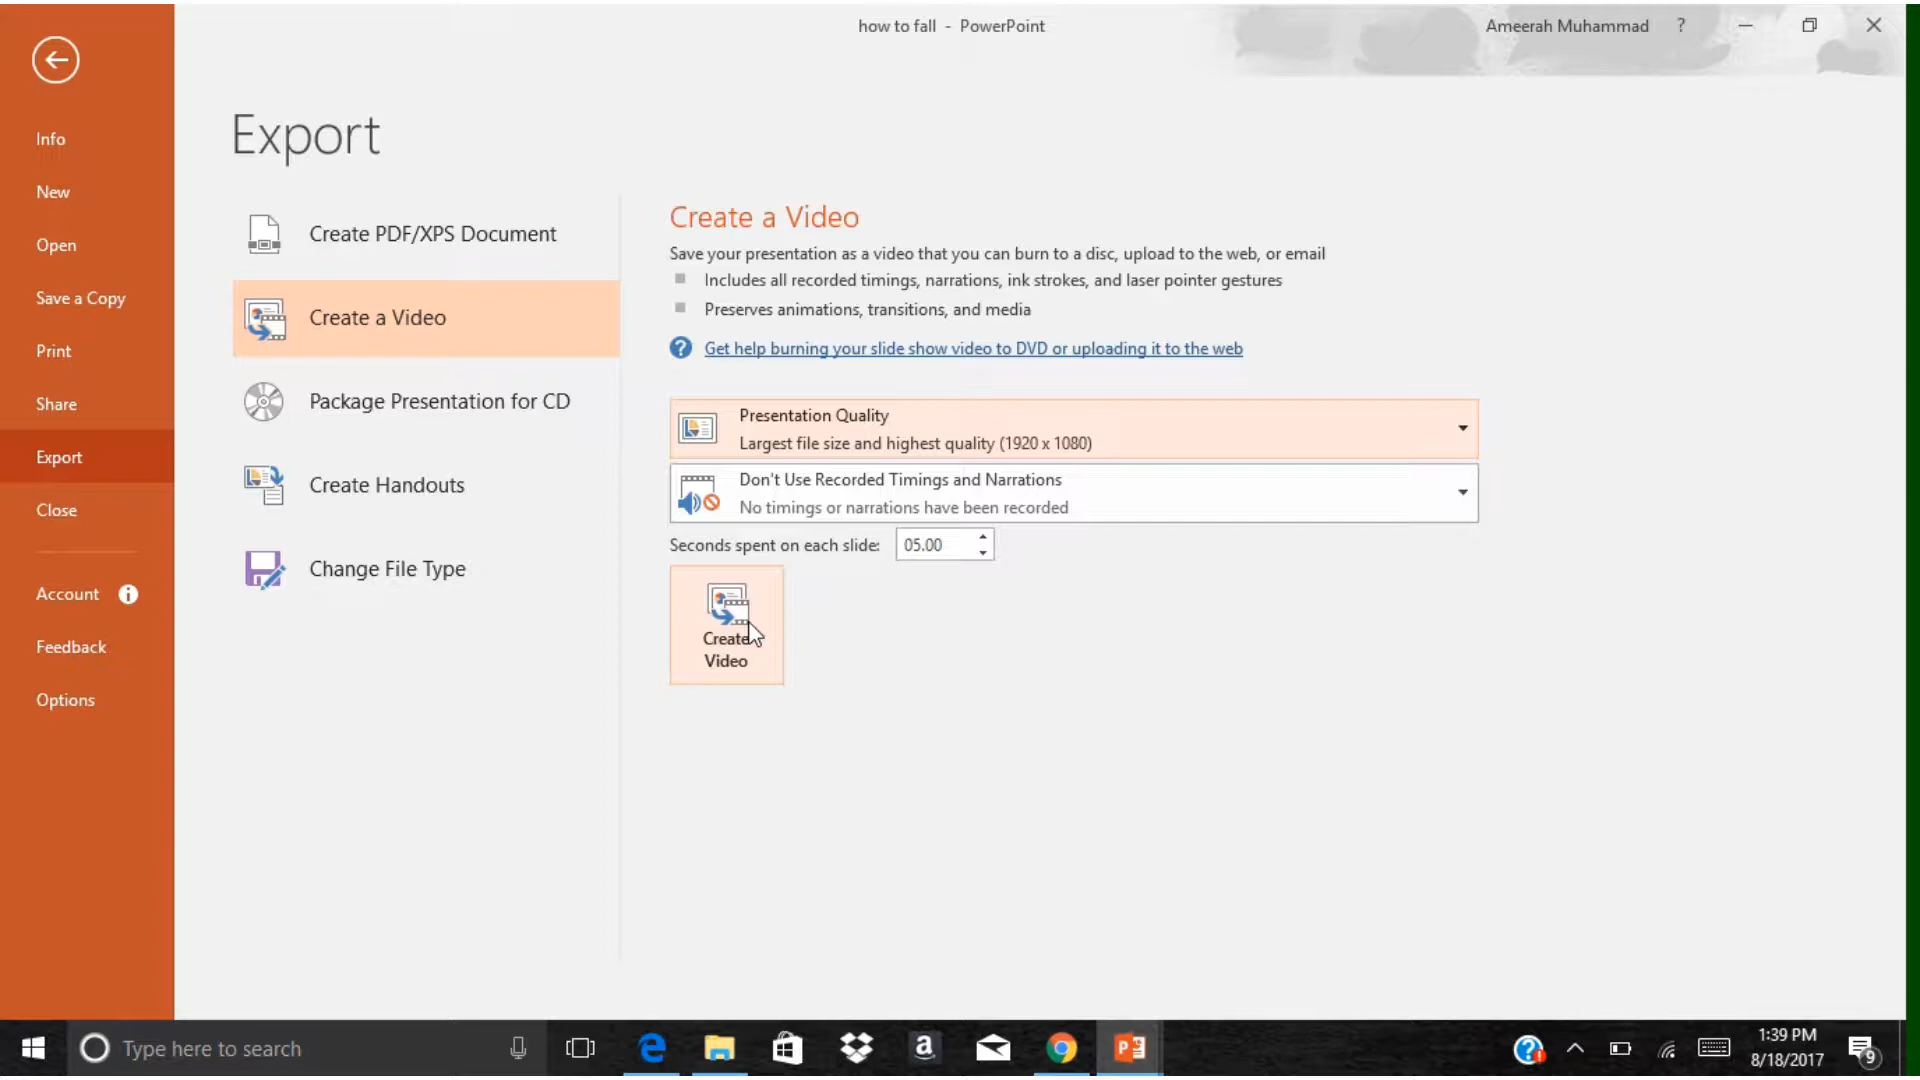 how to fall - PowerPoint
Ameerah Muhammad
?
Info
New
Open
Save a Copy
Print
Share
Export
Close
Account
Feedback
Options
Export
Create PDF/XPS Document
Create a Video
Package Presentation for CD
Create Handouts
Change File Type
Create a Video
Save your presentation as a video that you can burn to a disc, upload to the web, or email
Includes all recorded timings, narrations, ink strokes, and laser pointer gestures
Preserves animations, transitions, and media
Get help burning your slide show video to DVD or uploading it to the web
Presentation Quality
Largest file size and highest quality (1920 x 1080)
Don't Use Recorded Timings and Narrations
No timings or narrations have been recorded
Seconds spent on each slide: 05.00
Create
Video
Type here to search
1:39 PM
8/18/2017
9